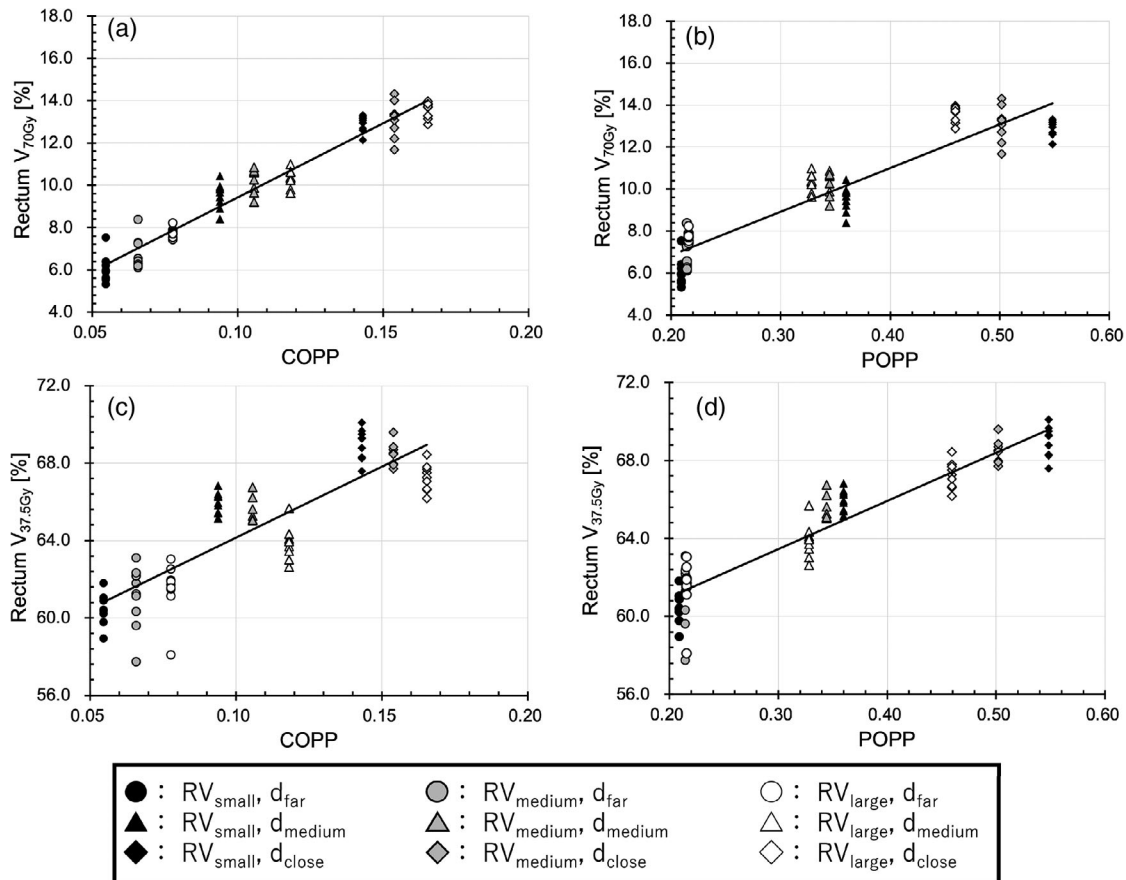 (a)
Rectum V70Gy [%]
18.0
16.0
14.0
12.0
10.0
8.0
6.0
4.0
0.05 0.10 0.15 0.20
COPP
(b)
Rectum V70Gy [%]
18.0
16.0
14.0
12.0
10.0
8.0
6.0
4.0
0.20 0.30 0.40 0.50 0.60
POPP
(c)
Rectum V37.5Gy [%]
72.0
68.0
64.0
60.0
56.0
0.05 0.10 0.15 0.20
COPP
(d)
Rectum V37.5Gy [%]
72.0
68.0
64.0
60.0
56.0
0.20 0.30 0.40 0.50 0.60
POPP
: RVsmall, dfar : RVmedium, dfar : RVlarge, dfar
: RVsmall, dmedium : RVmedium, dmedium : RVlarge, dmedium
: RVsmall, dclose : RVmedium, dclose : RVlarge, dclose